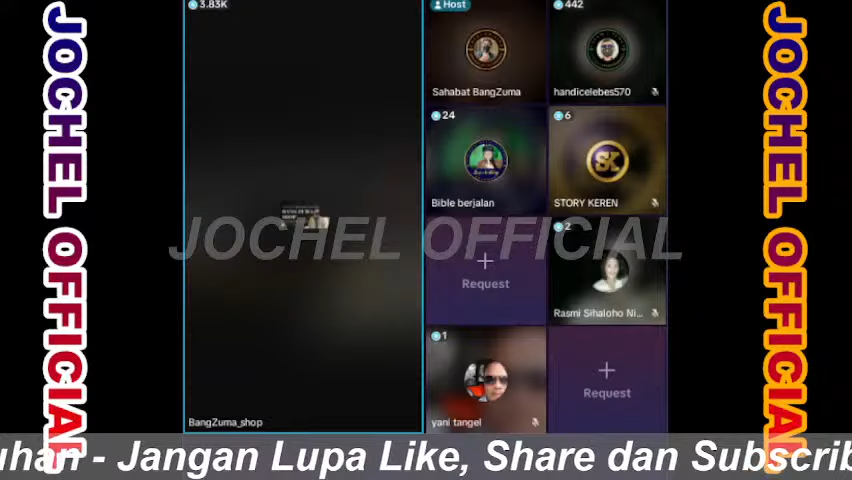 JOCHEL OFFICIAL
3.83K
BangZuma_shop
Host
Sahabat BangZuma
442
handicelebes570
24
Bible berjalan
6
SK
STORY KEREN
Request
2
Rasmi Sihaloho Ni...
1
yani tangel
Request
JOCHEL OFFICIAL
JOCHEL OFFICIAL
uhan - Jangan Lupa Like, Share dan Subscrib